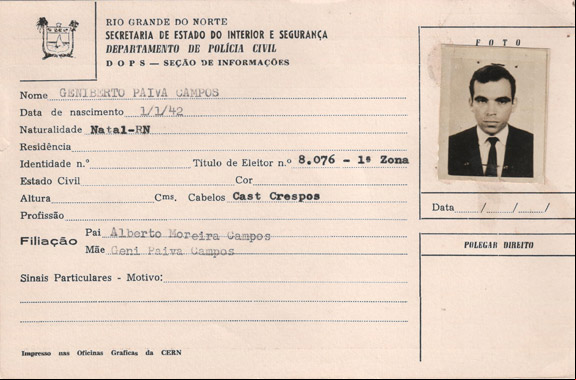 RIO GRANDE DO NORTE
SECRETARIA DE ESTADO DO INTERIOR E SEGURANÇA
DEPARTAMENTO DE POLÍCIA CIVIL
DOPS — SEÇÃO DE INFORMAÇÕES
FOTO
Nome GENIBERTO PAIVA CAMPOS
Data de nascimento 1/1/42
Naturalidade Natal-RN
Residência
Identidade n.º Título de Eleitor n.º 8.076 - 1ª Zona
Estado Civil Cor
Altura Cms. Cabelos Cast Crespos
Profissão
Data / / /
Filiação
Pai Alberto Moreira Campos
Mãe Geni Paiva Campos
POLEGAR DIREITO
Sinais Particulares - Motivo:
Impresso nas Oficinas Graficas da CERN